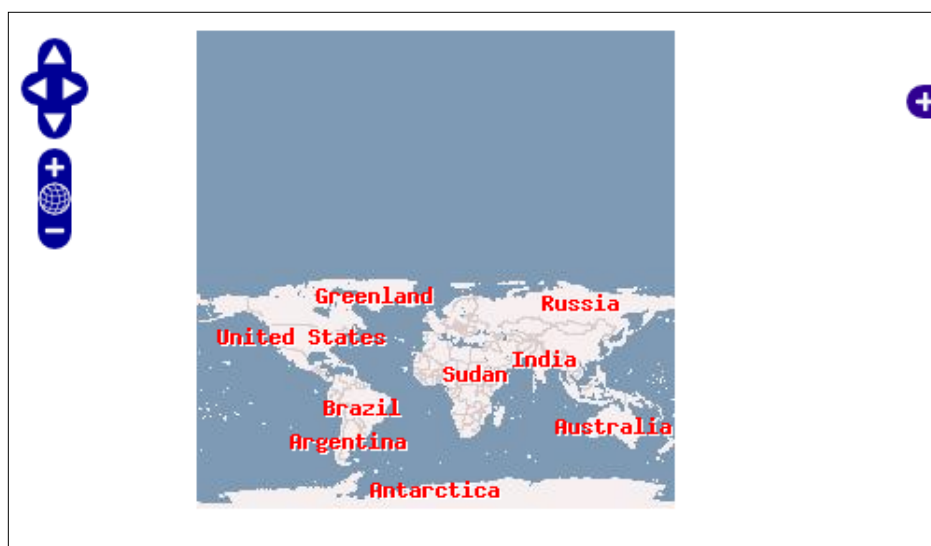 Greenland
Russia
United States
India
Sudan
Brazil
Australia
Argentina
Antarctica